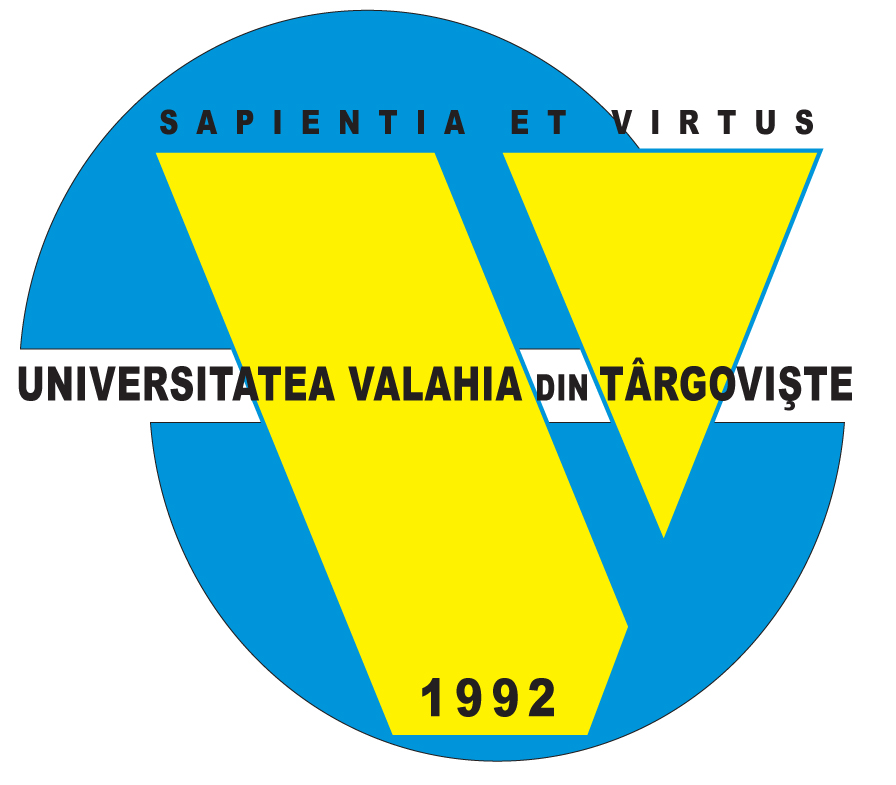 SAPIENTIA ET VIRTUS
UNIVERSITATEA VALAHIA DIN TÂRGOVIŞTE
1992